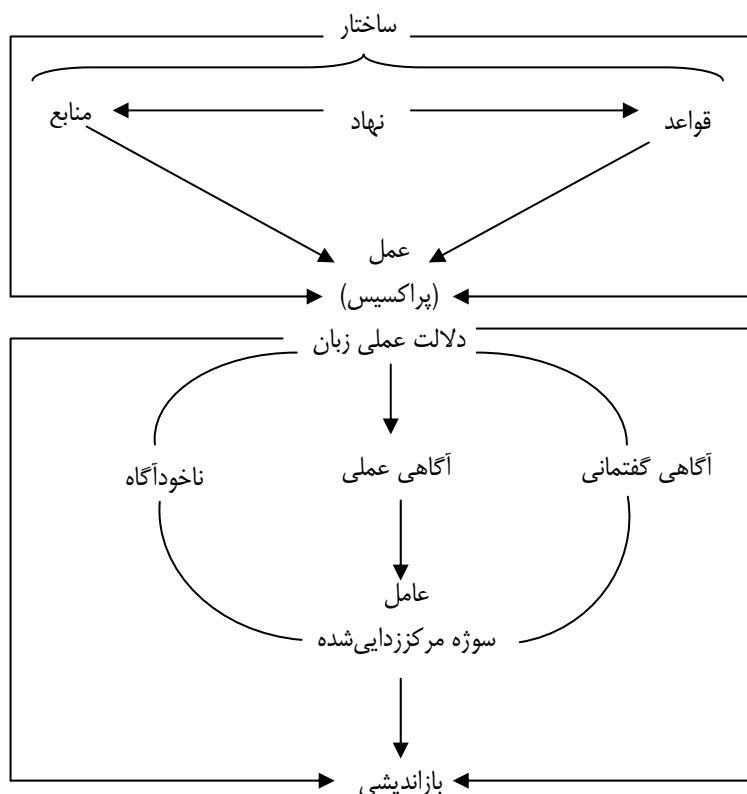 ساختار
قواعد
نهاد
منابع
عمل
(پراکسیس)
دلالت عملی زبان
آگاهی گفتمانی
آگاهی عملی
ناخودآگاه
عامل
سوژه مرکززدایی‌شده
بازاندیشی